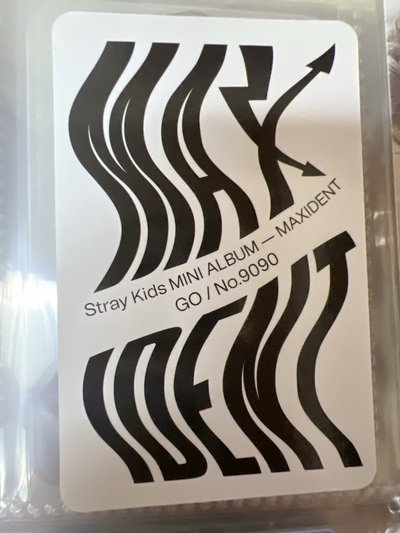 MAX
Stray Kids MINI ALBUM — MAXIDENT
GO / No.9090
IDENT